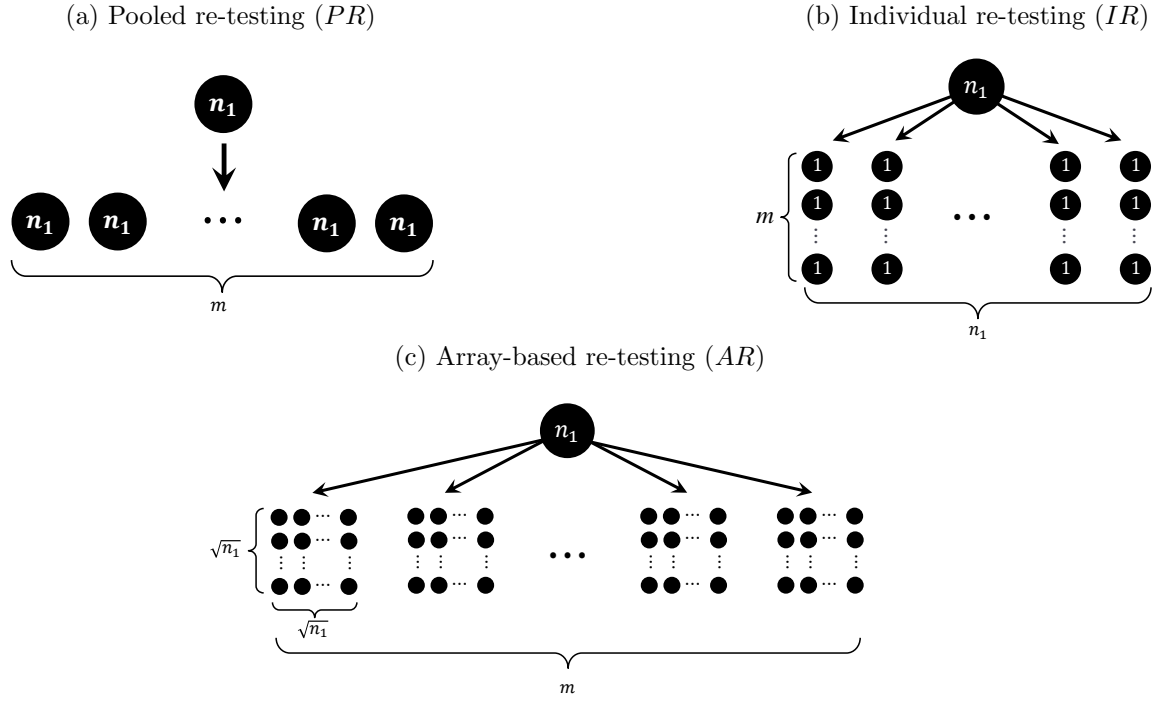 (a) Pooled re-testing (PR)
n₁
n₁ n₁ ... n₁ n₁
m
(b) Individual re-testing (IR)
n₁
1 1 1 1
m
1 1 ... 1 1
⋮ ⋮ ⋮ ⋮
1 1 1 1
n₁
(c) Array-based re-testing (AR)
n₁
... ... ... ...
√n₁
... ... ... ...
⋮ ⋮ ⋮ ⋮ ⋮ ⋮ ... ⋮ ⋮ ⋮ ⋮ ⋮ ⋮
... ... ... ...
√n₁
m